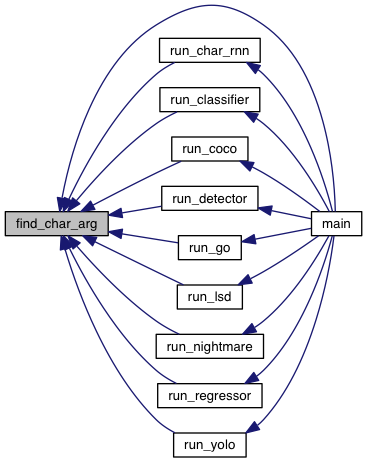 run_char_rnn
run_classifier
run_coco
run_detector
find_char_arg
main
run_go
run_lsd
run_nightmare
run_regressor
run_yolo